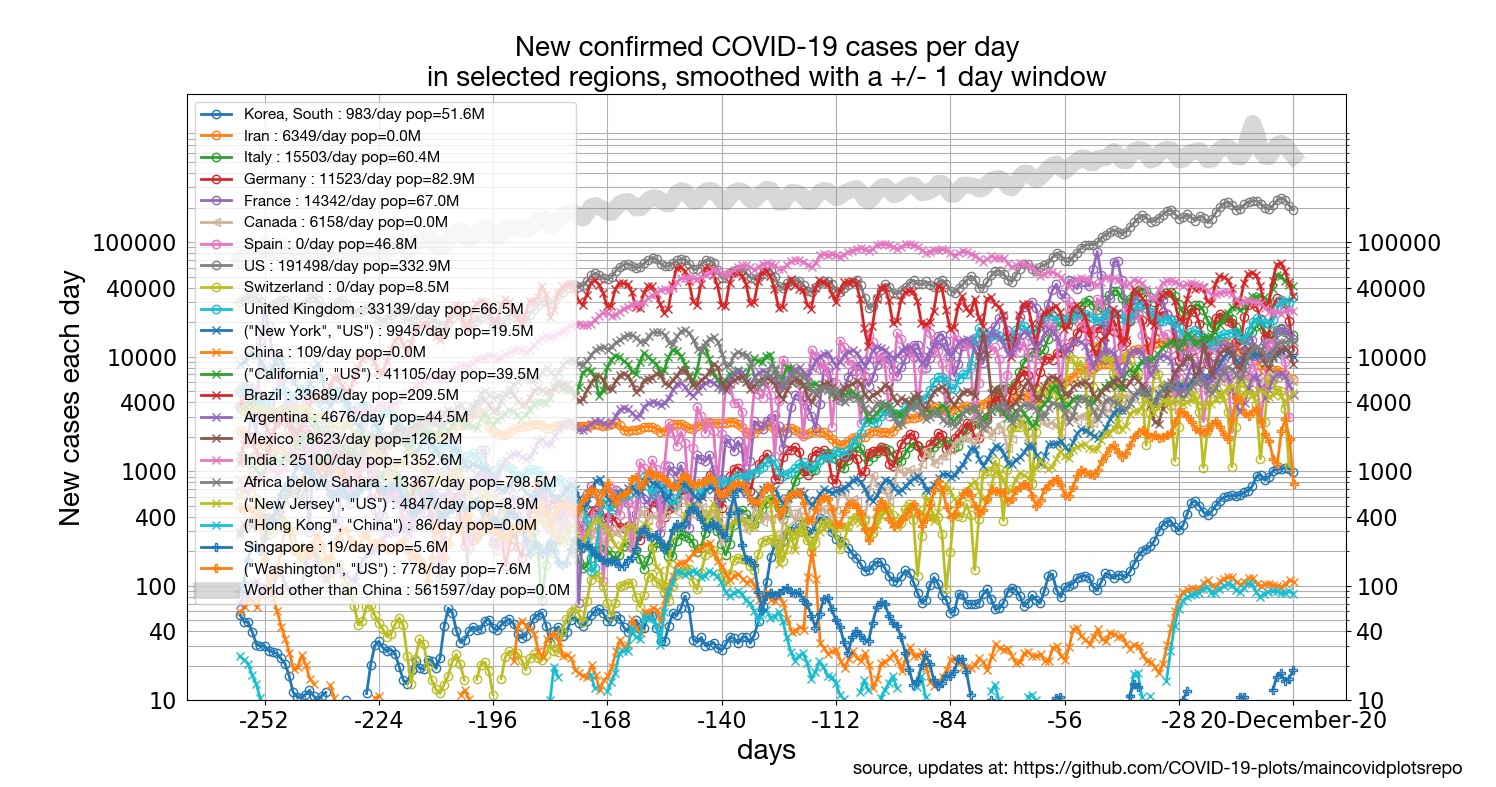 New confirmed COVID-19 cases per day
in selected regions, smoothed with a +/- 1 day window
Korea, South : 983/day pop=51.6M
Iran : 6349/day pop=0.0M
Italy : 15503/day pop=60.4M
Germany : 11523/day pop=82.9M
France : 14342/day pop=67.0M
Canada : 6158/day pop=0.0M
Spain : 0/day pop=46.8M
US : 191498/day pop=332.9M
Switzerland : 0/day pop=8.5M
United Kingdom : 33139/day pop=66.5M
("New York", "US") : 9945/day pop=19.5M
China : 109/day pop=0.0M
("California", "US") : 41105/day pop=39.5M
Brazil : 33689/day pop=209.5M
Argentina : 4676/day pop=44.5M
Mexico : 8623/day pop=126.2M
India : 25100/day pop=1352.6M
Africa below Sahara : 13367/day pop=798.5M
("New Jersey", "US") : 4847/day pop=8.9M
("Hong Kong", "China") : 86/day pop=0.0M
Singapore : 19/day pop=5.6M
("Washington", "US") : 778/day pop=7.6M
World other than China : 561597/day pop=0.0M
New cases each day
100000
40000
10000
4000
1000
400
100
40
10
100000
40000
10000
4000
1000
400
100
40
10
-252 -224 -196 -168 -140 -112 -84 -56 -28 20-December-20
days
source, updates at: https://github.com/COVID-19-plots/maincovidplotsrepo